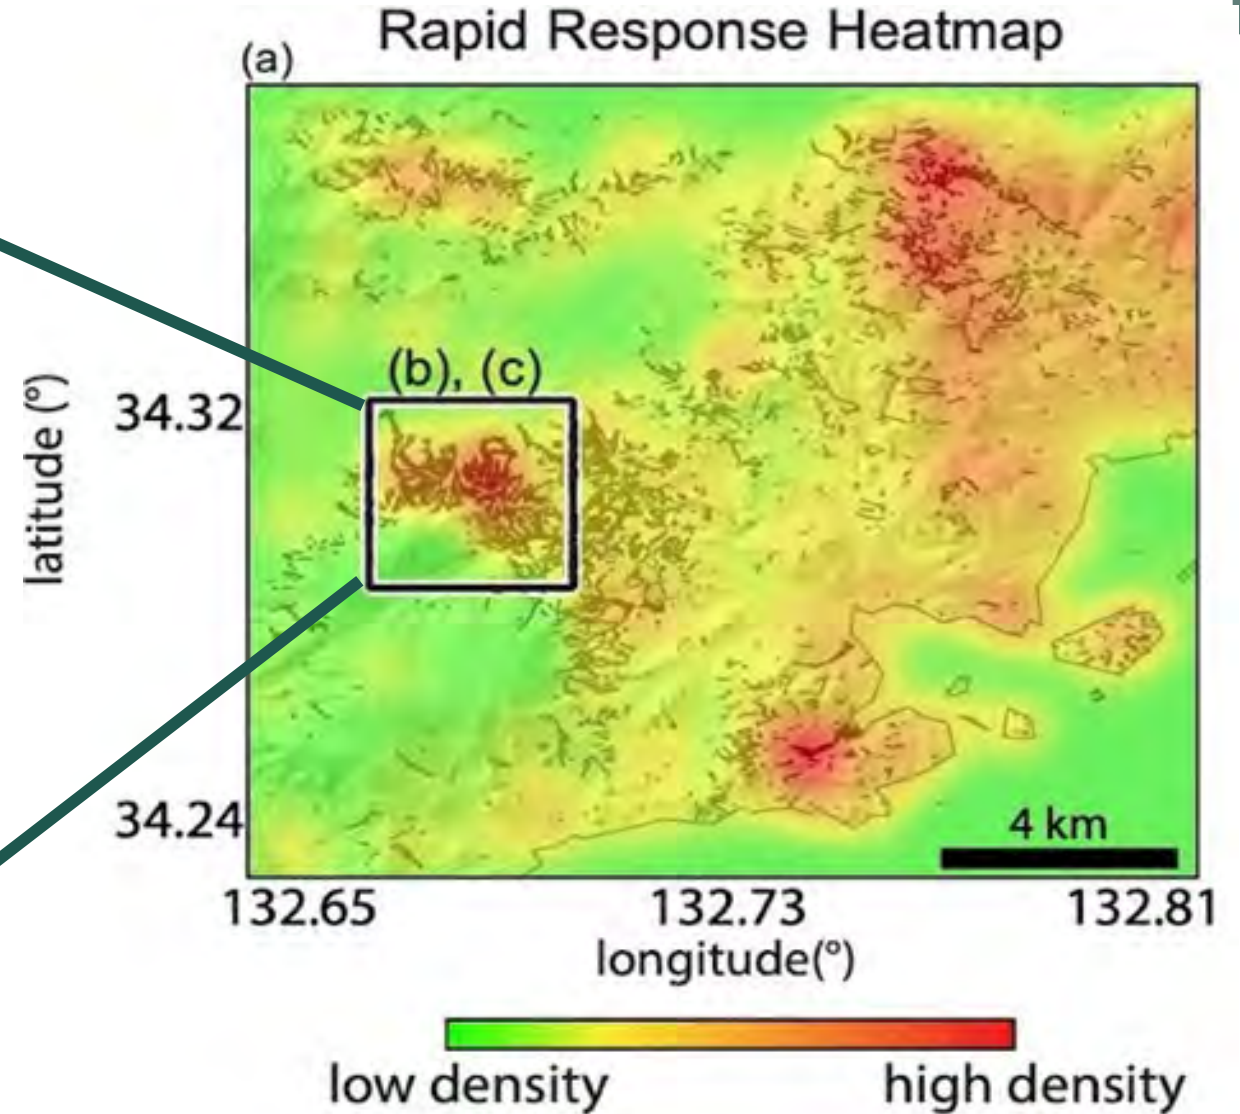 Rapid Response Heatmap
(a)
(b), (c)
34.32
latitude (°)
34.24
4 km
132.65 132.73 132.81
longitude(°)
low density high density